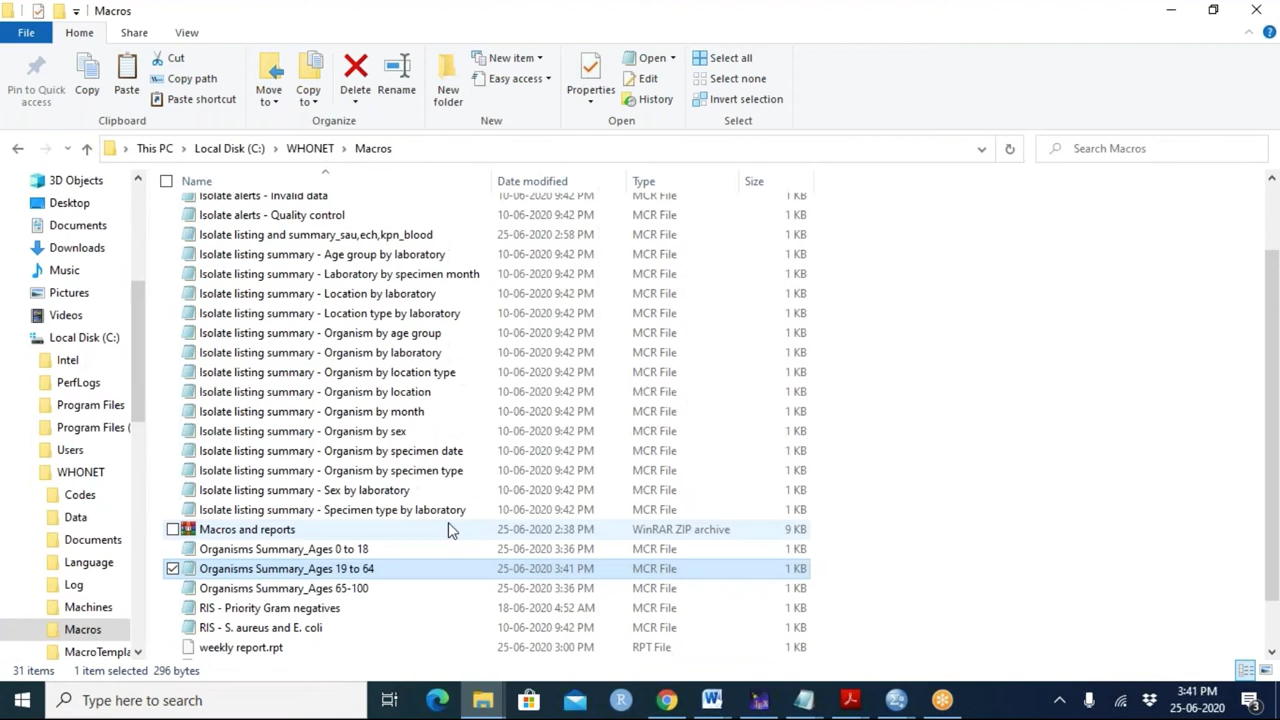 Macros
File Home Share View
Pin to Quick access
Copy
Paste
Cut
Copy path
Paste shortcut
Clipboard
Move to
Copy to
Delete
Rename
Organize
New folder
New item
Easy access
New
Properties
Open
Edit
History
Open
Select all
Select none
Invert selection
Select
This PC Local Disk (C:) WHONET Macros
Search Macros
3D Objects
Desktop
Documents
Downloads
Music
Pictures
Videos
Local Disk (C:)
Intel
PerfLogs
Program Files
Program Files (
Users
WHONET
Codes
Data
Documents
Language
Log
Machines
Macros
MacroTempla
Name Date modified Type Size
Isolate alerts - Invalid data 10-06-2020 9:42 PM MCR File 1 KB
Isolate alerts - Quality control 10-06-2020 9:42 PM MCR File 1 KB
Isolate listing and summary_sau,ech,kpn_blood 25-06-2020 2:58 PM MCR File 1 KB
Isolate listing summary - Age group by laboratory 10-06-2020 9:42 PM MCR File 1 KB
Isolate listing summary - Laboratory by specimen month 10-06-2020 9:42 PM MCR File 1 KB
Isolate listing summary - Location by laboratory 10-06-2020 9:42 PM MCR File 1 KB
Isolate listing summary - Location type by laboratory 10-06-2020 9:42 PM MCR File 1 KB
Isolate listing summary - Organism by age group 10-06-2020 9:42 PM MCR File 1 KB
Isolate listing summary - Organism by laboratory 10-06-2020 9:42 PM MCR File 1 KB
Isolate listing summary - Organism by location type 10-06-2020 9:42 PM MCR File 1 KB
Isolate listing summary - Organism by location 10-06-2020 9:42 PM MCR File 1 KB
Isolate listing summary - Organism by month 10-06-2020 9:42 PM MCR File 1 KB
Isolate listing summary - Organism by sex 10-06-2020 9:42 PM MCR File 1 KB
Isolate listing summary - Organism by specimen date 10-06-2020 9:42 PM MCR File 1 KB
Isolate listing summary - Organism by specimen type 10-06-2020 9:42 PM MCR File 1 KB
Isolate listing summary - Sex by laboratory 10-06-2020 9:42 PM MCR File 1 KB
Isolate listing summary - Specimen type by laboratory 10-06-2020 9:42 PM MCR File 1 KB
Macros and reports 25-06-2020 2:38 PM WinRAR ZIP archive 9 KB
Organisms Summary_Ages 0 to 18 25-06-2020 3:36 PM MCR File 1 KB
Organisms Summary_Ages 19 to 64 25-06-2020 3:41 PM MCR File 1 KB
Organisms Summary_Ages 65-100 25-06-2020 3:36 PM MCR File 1 KB
RIS - Priority Gram negatives 18-06-2020 4:52 AM MCR File 1 KB
RIS - S. aureus and E. coli 10-06-2020 9:42 PM MCR File 1 KB
weekly report.rpt 25-06-2020 3:00 PM RPT File 1 KB
31 items 1 item selected 296 bytes
Type here to search
3:41 PM
25-06-2020
3